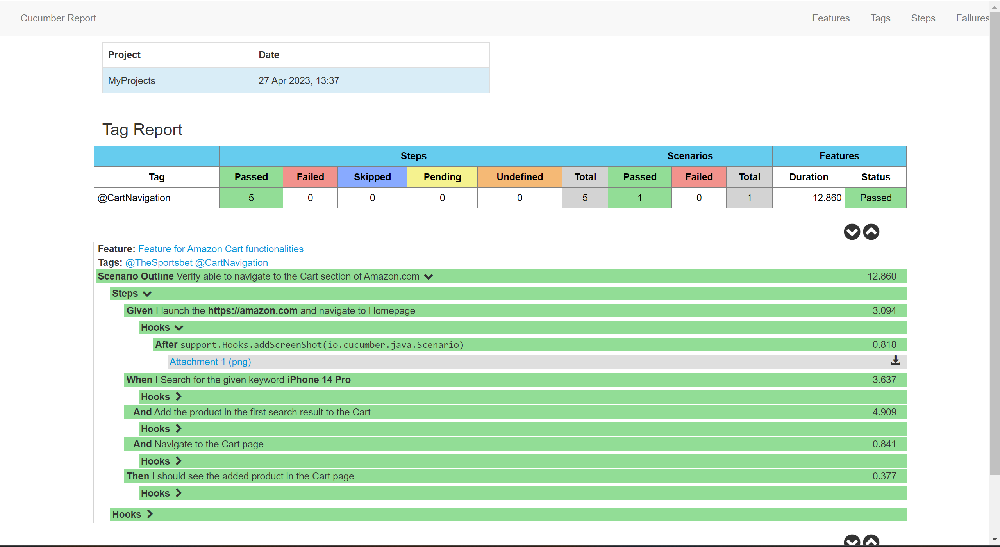 Cucumber Report Features Tags Steps Failures
Project Date
MyProjects 27 Apr 2023, 13:37
Tag Report
Steps Scenarios Features
Tag Passed Failed Skipped Pending Undefined Total Passed Failed Total Duration Status
@CartNavigation 5 0 0 0 0 5 1 0 1 12.860 Passed
Feature: Feature for Amazon Cart functionalities
Tags: @TheSportsbet @CartNavigation
Scenario Outline Verify able to navigate to the Cart section of Amazon.com 12.860
Steps
Given I launch the https://amazon.com and navigate to Homepage 3.094
Hooks
After support.Hooks.addScreenShot(io.cucumber.java.Scenario) 0.818
Attachment 1 (png)
When I Search for the given keyword iPhone 14 Pro 3.637
Hooks
And Add the product in the first search result to the Cart 4.909
Hooks
And Navigate to the Cart page 0.841
Hooks
Then I should see the added product in the Cart page 0.377
Hooks
Hooks